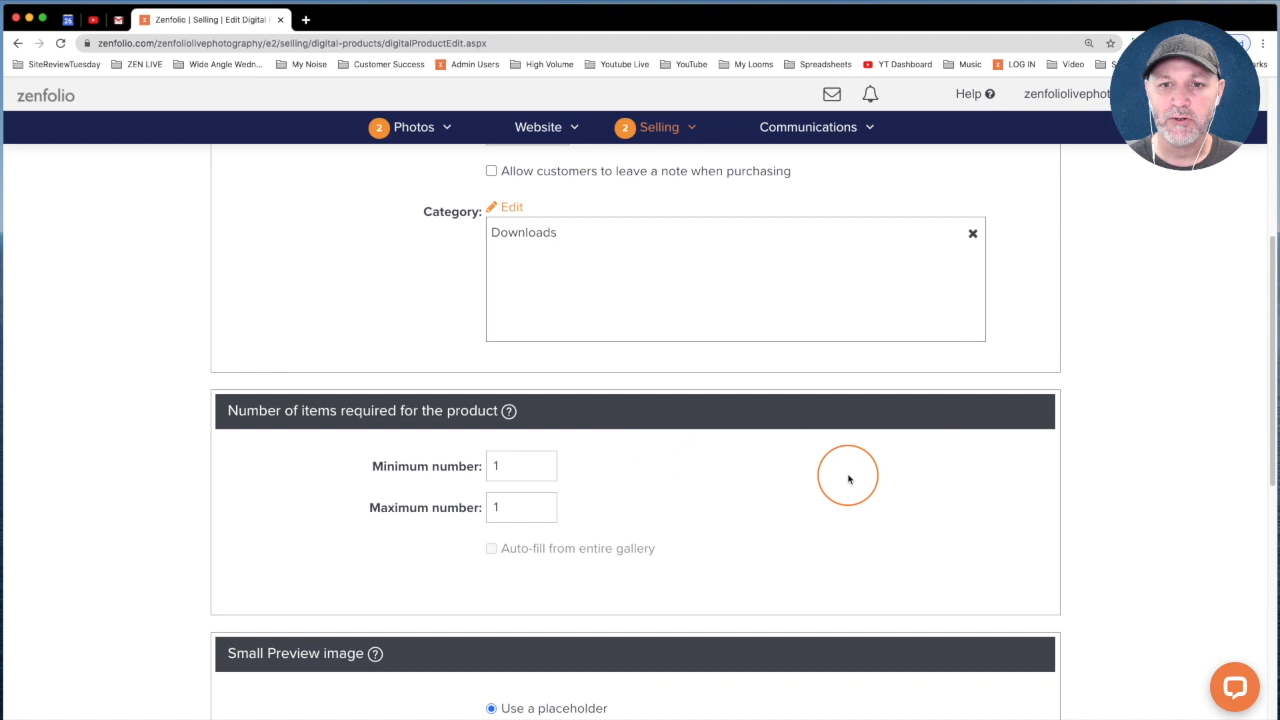 26
Zenfolio | Selling | Edit Digital
zenfolio.com/zenfoliolivephotography/e2/selling/digital-products/digitalProductEdit.aspx
SiteReviewTuesday ZEN LIVE Wide Angle Wedn... My Noise Customer Success Admin Users High Volume Youtube Live YouTube My Looms Spreadsheets YT Dashboard Music LOG IN Video
zenfolio Help ? zenfoliolivephot
2 Photos Website 2 Selling Communications
Allow customers to leave a note when purchasing
Category: Edit
Downloads
Number of items required for the product ?
Minimum number: 1
Maximum number: 1
Auto-fill from entire gallery
Small Preview image ?
Use a placeholder